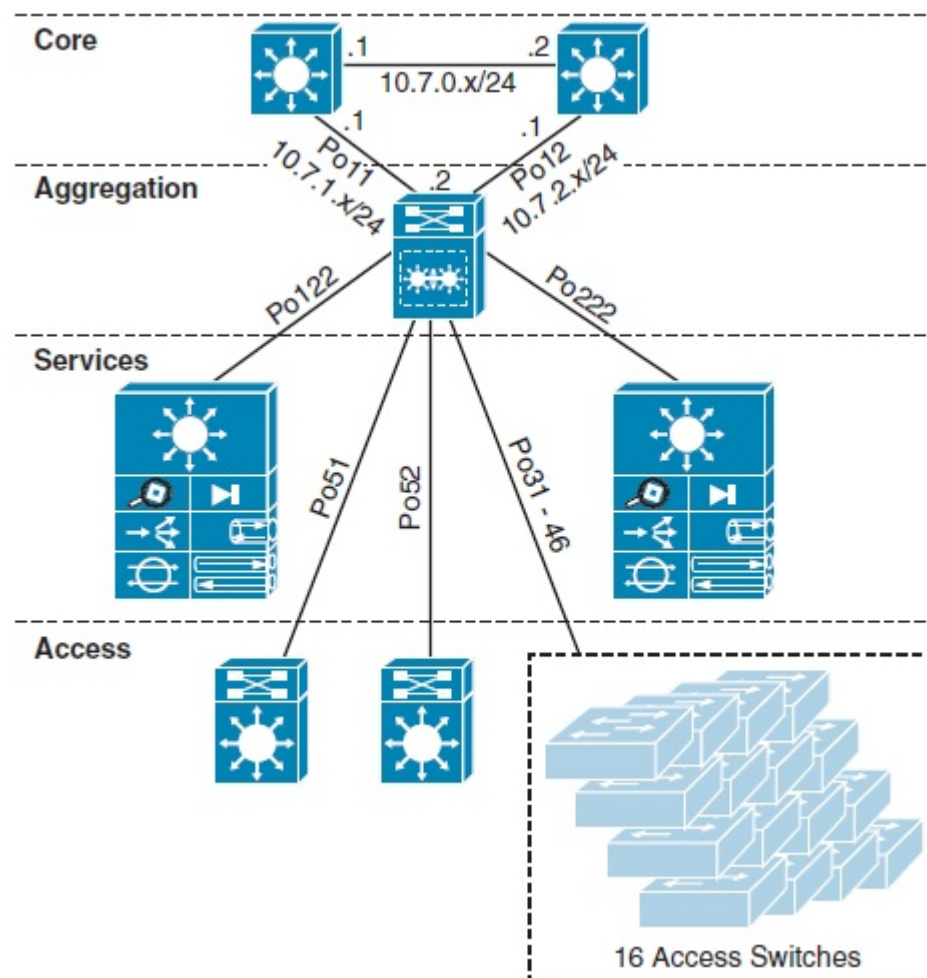 Core
.1
.2
10.7.0.x/24
.1
.1
Po11
10.7.1.x/24
Po12
10.7.2.x/24
Aggregation
.2
Po122
Po222
Services
Po51
Po52
Po31 - 46
Access
16 Access Switches